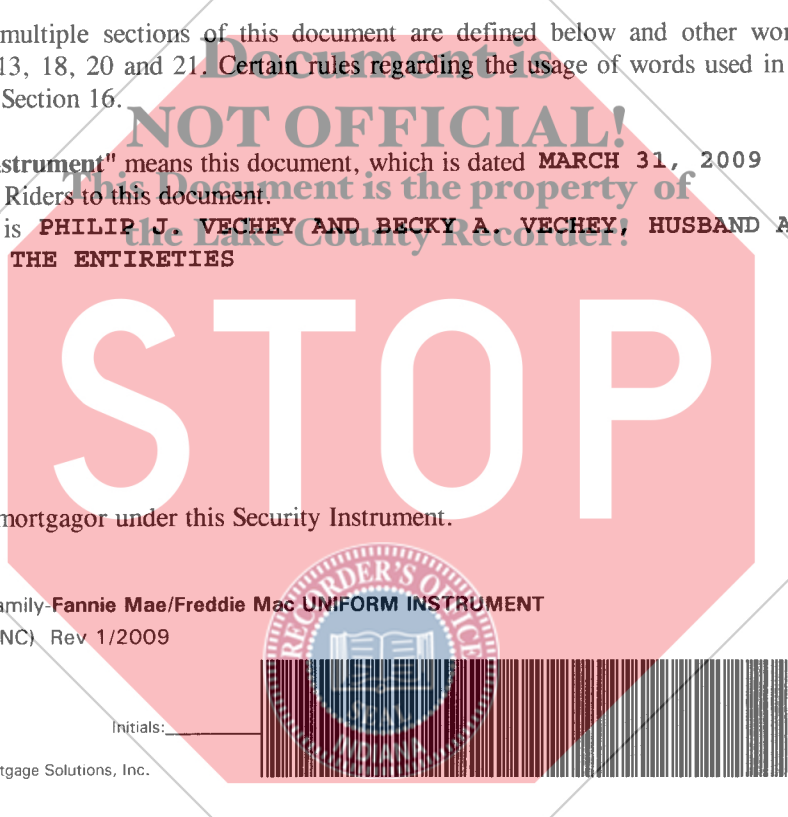 multiple sections of this document are defined below and other wor
13, 18, 20 and 21. Certain rules regarding the usage of words used in
Section 16.
Document is
NOT OFFICIAL!
This Document is the property of
the Lake County Recorder!
strument" means this document, which is dated MARCH 31, 2009
Riders to this document.
is PHILIP J. VECHEY AND BECKY A. VECHEY, HUSBAND A
THE ENTIRETIES
STOP
mortgagor under this Security Instrument.
amily-Fannie Mae/Freddie Mac UNIFORM INSTRUMENT
NC) Rev 1/2009
RECORDER'S OFFICE
SEAL
INDIANA
Initials:
tgage Solutions, Inc.